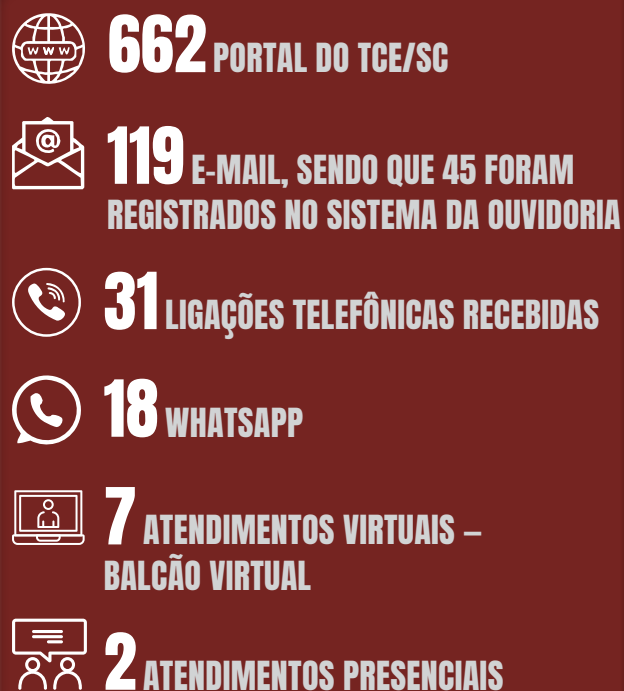 WWW
662 PORTAL DO TCE/SC
@
119 E-MAIL, SENDO QUE 45 FORAM
REGISTRADOS NO SISTEMA DA OUVIDORIA
31 LIGAÇÕES TELEFÔNICAS RECEBIDAS
18 WHATSAPP
7 ATENDIMENTOS VIRTUAIS –
BALCÃO VIRTUAL
2 ATENDIMENTOS PRESENCIAIS